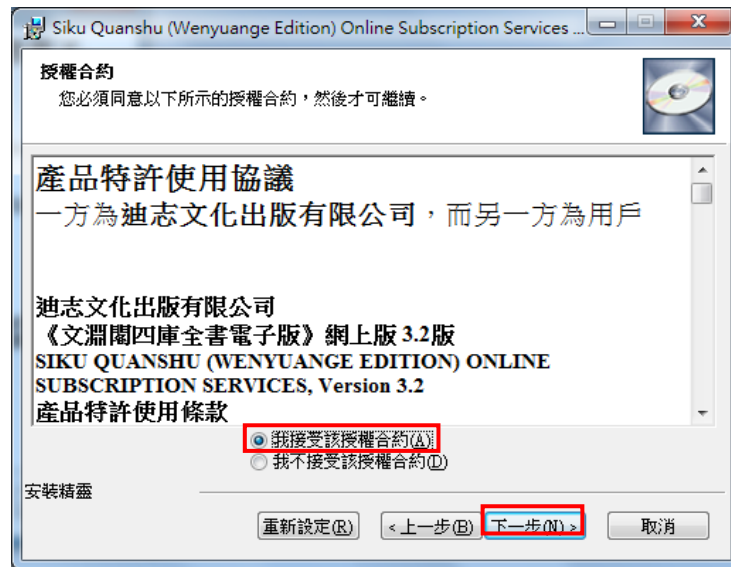 Siku Quanshu (Wenyuange Edition) Online Subscription Services ...
授權合約
您必須同意以下所示的授權合約，然後才可繼續。
產品特許使用協議
一方為迪志文化出版有限公司，而另一方為用戶
迪志文化出版有限公司
《文淵閣四庫全書電子版》網上版 3.2版
SIKU QUANSHU (WENYUANGE EDITION) ONLINE
SUBSCRIPTION SERVICES, Version 3.2
產品特許使用條款
我接受該授權合約(A)
我不接受該授權合約(D)
安裝精靈
重新設定(R) <上一步(B) 下一步(N)> 取消